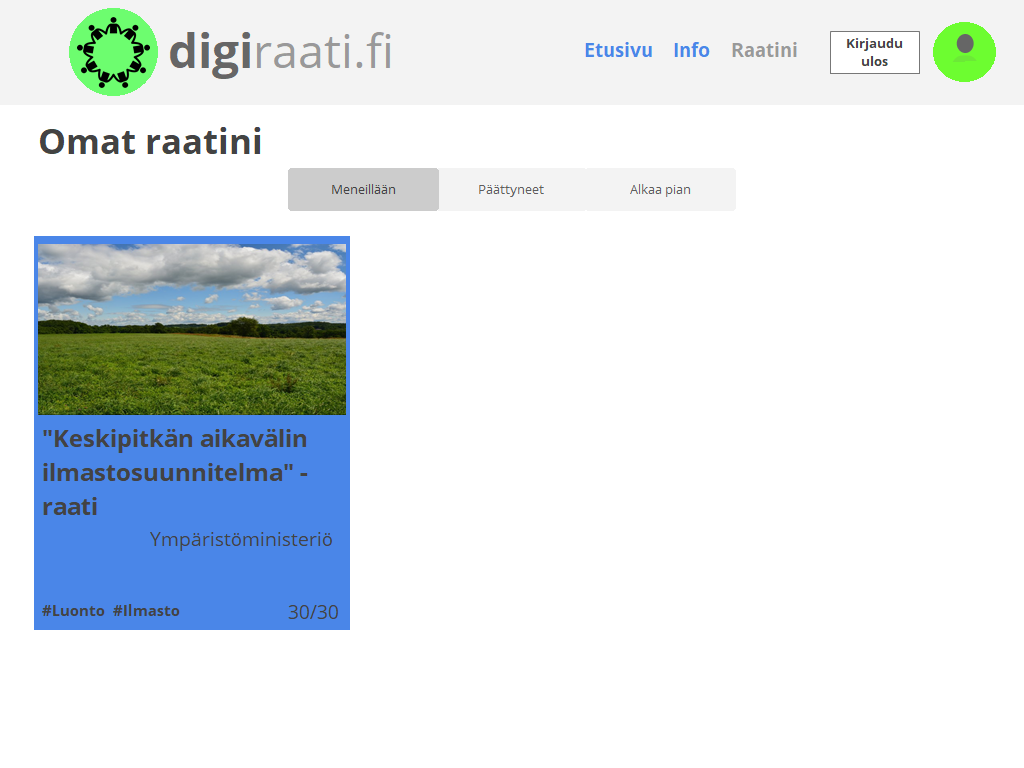 digiraati.fi
Etusivu Info Raatini
Kirjaudu
ulos
Omat raatini
Meneillään Päättyneet Alkaa pian
"Keskipitkän aikavälin
ilmastosuunnitelma" -
raati
Ympäristöministeriö
#Luonto #Ilmasto 30/30